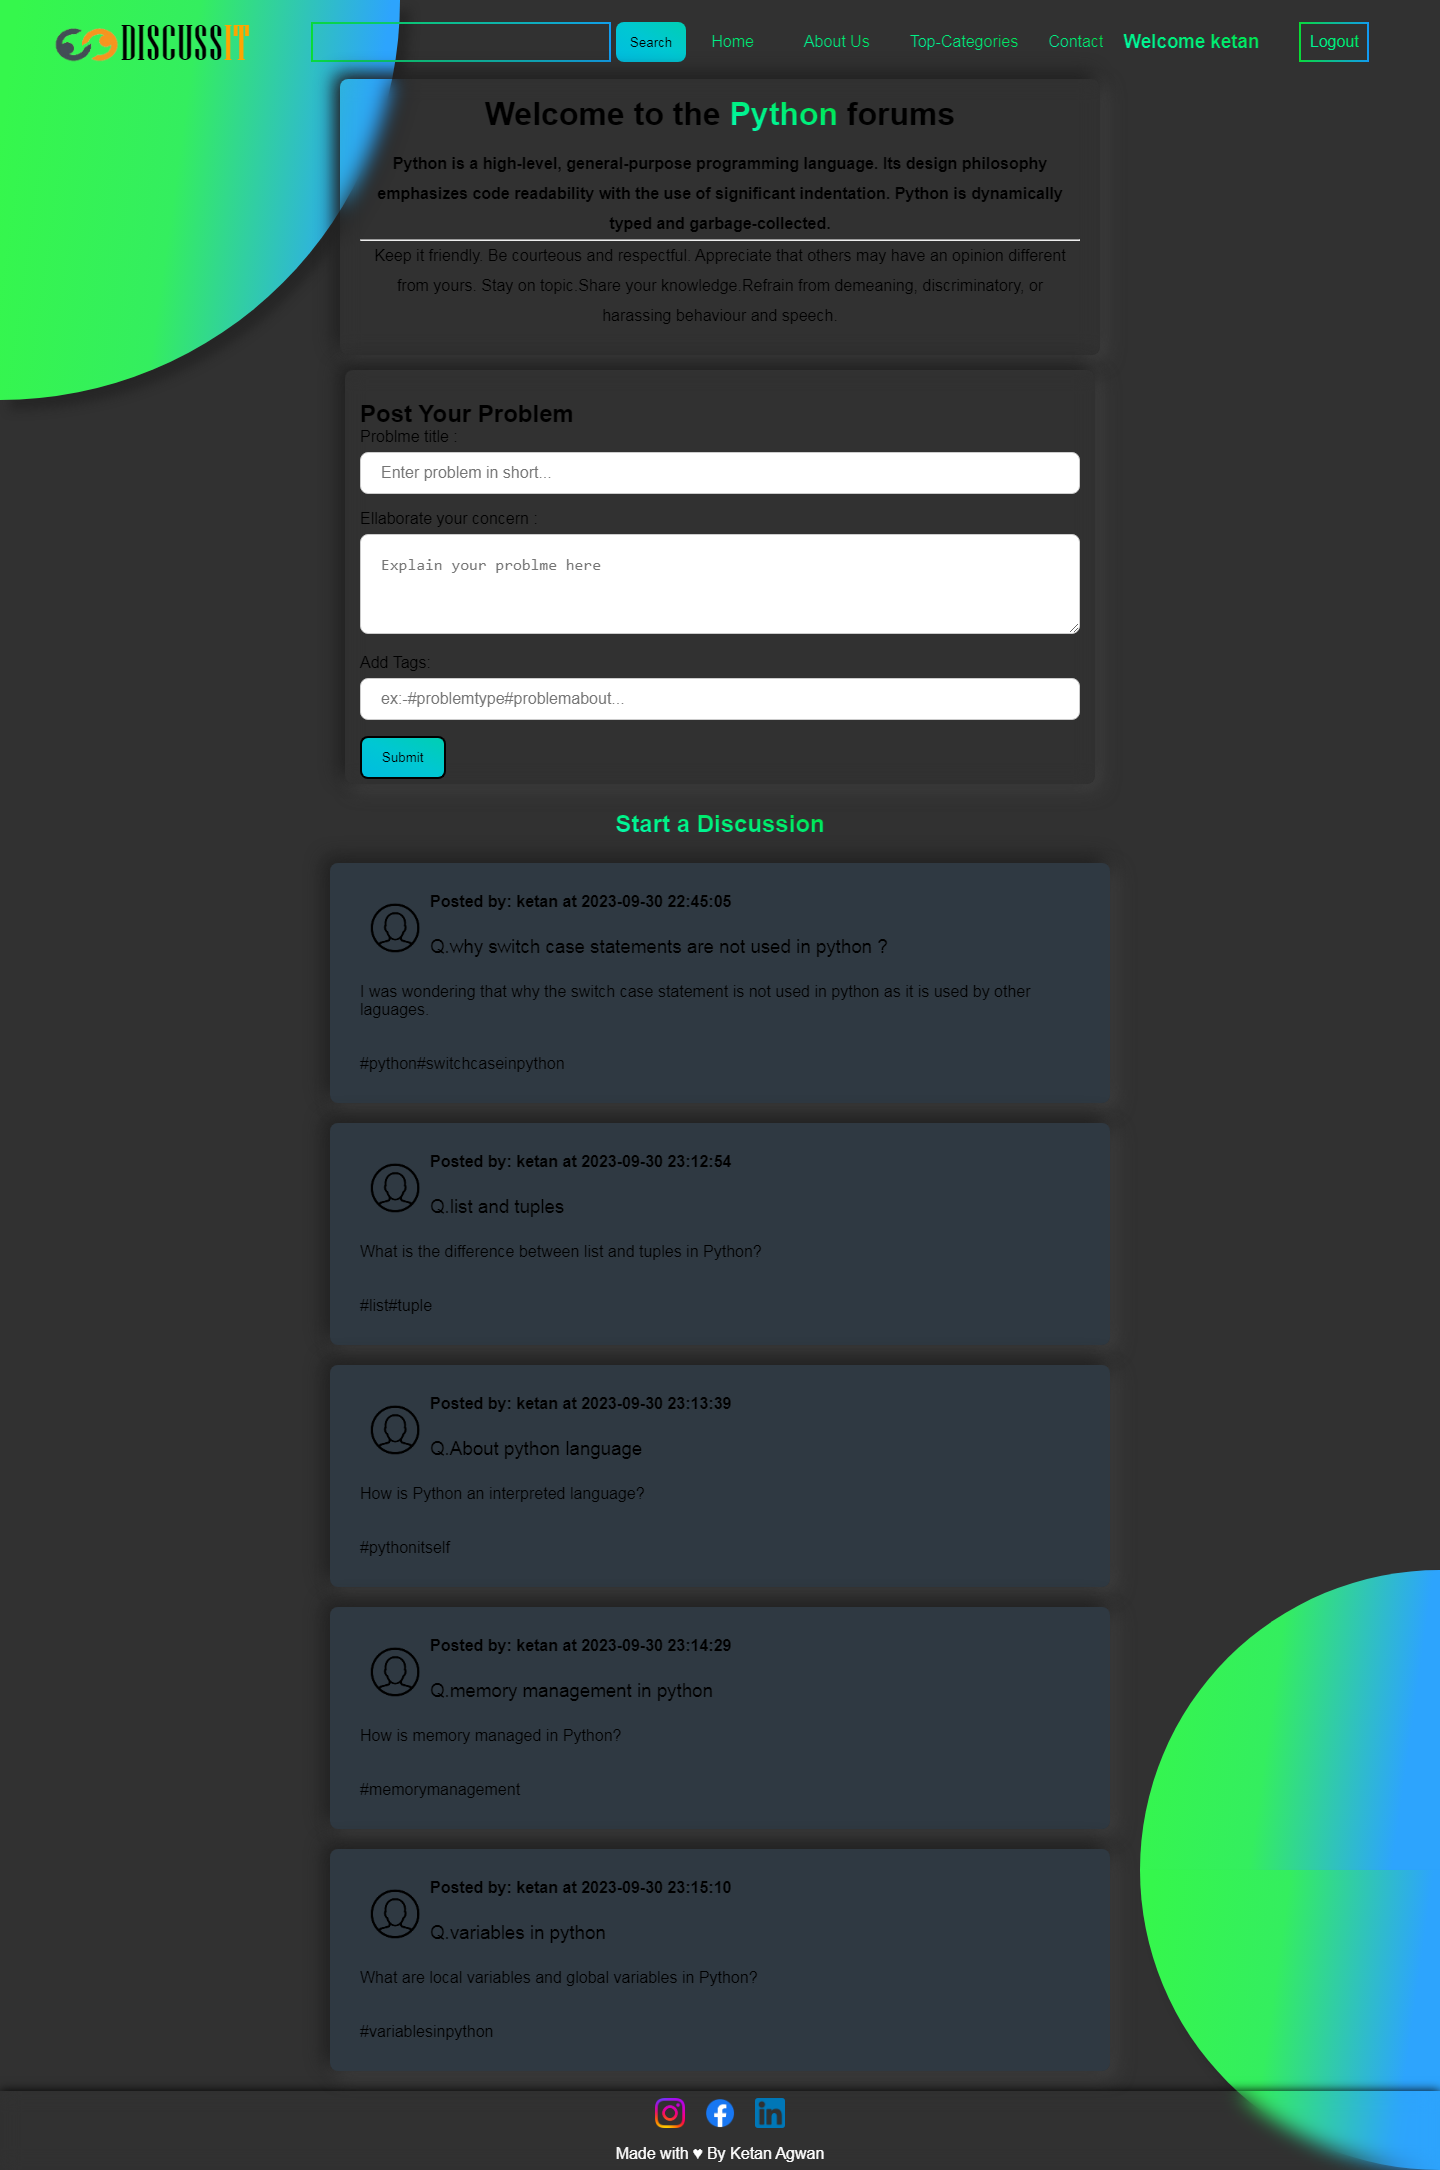 DISCUSSIT
Search Home About Us Top-Categories Contact Welcome ketan Logout
Welcome to the Python forums
Python is a high-level, general-purpose programming language. Its design philosophy
emphasizes code readability with the use of significant indentation. Python is dynamically
typed and garbage-collected.
Keep it friendly. Be courteous and respectful. Appreciate that others may have an opinion different
from yours. Stay on topic.Share your knowledge.Refrain from demeaning, discriminatory, or
harassing behaviour and speech.
Post Your Problem
Problme title :
Enter problem in short...
Ellaborate your concern :
Explain your problme here
Add Tags:
ex:-#problemtype#problemabout...
Submit
Start a Discussion
Posted by: ketan at 2023-09-30 22:45:05
Q.why switch case statements are not used in python ?
I was wondering that why the switch case statement is not used in python as it is used by other
laguages.
#python#switchcaseinpython
Posted by: ketan at 2023-09-30 23:12:54
Q.list and tuples
What is the difference between list and tuples in Python?
#list#tuple
Posted by: ketan at 2023-09-30 23:13:39
Q.About python language
How is Python an interpreted language?
#pythonitself
Posted by: ketan at 2023-09-30 23:14:29
Q.memory management in python
How is memory managed in Python?
#memorymanagement
Posted by: ketan at 2023-09-30 23:15:10
Q.variables in python
What are local variables and global variables in Python?
#variablesinpython
Made with ♥ By Ketan Agwan